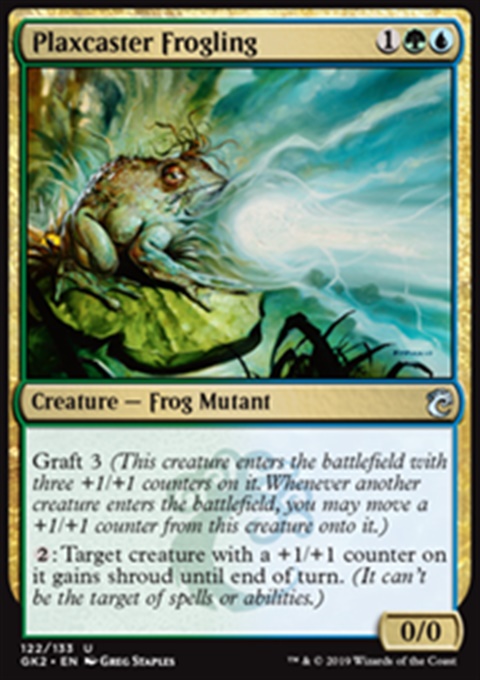 Plaxcaster Frogling 1
Creature — Frog Mutant
Graft 3 (This creature enters the battlefield with
three +1/+1 counters on it. Whenever another
creature enters the battlefield, you may move a
+1/+1 counter from this creature onto it.)
2: Target creature with a +1/+1 counter on
it gains shroud until end of turn. (It can't
be the target of spells or abilities.)
0/0
122/133 U
GK2 • EN Greg Staples
™ & © 2019 Wizards of the Coast